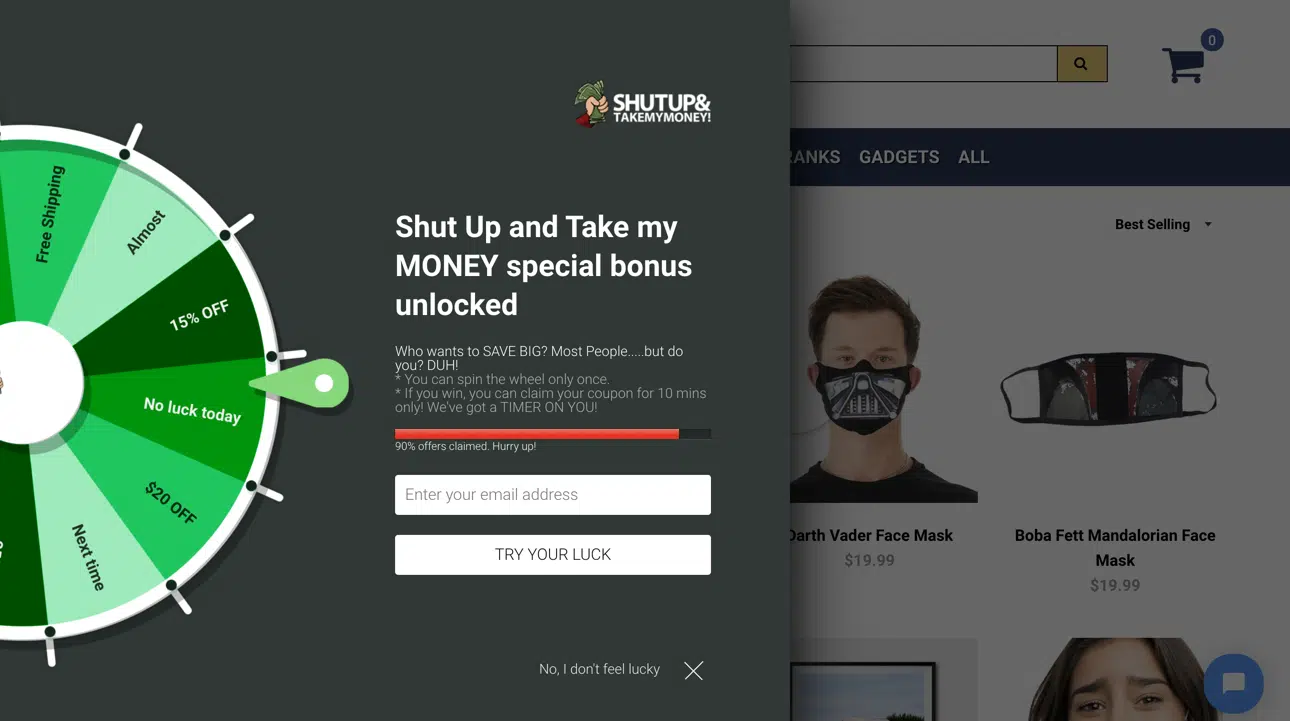 SHUTUP&
TAKEMYMONEY!
0
GADGETS
ALL
Best Selling
Free Shipping
Almost
15% OFF
No luck today
$20 OFF
Next time
Shut Up and Take my
MONEY special bonus
unlocked
Who wants to SAVE BIG? Most People.....but do
you? DUH!
* You can spin the wheel only once.
* If you win, you can claim your coupon for 10 mins
only! We've got a TIMER ON YOU!
90% offers claimed. Hurry up!
Enter your email address
TRY YOUR LUCK
No, I don't feel lucky
Darth Vader Face Mask
$19.99
Boba Fett Mandalorian Face
Mask
$19.99